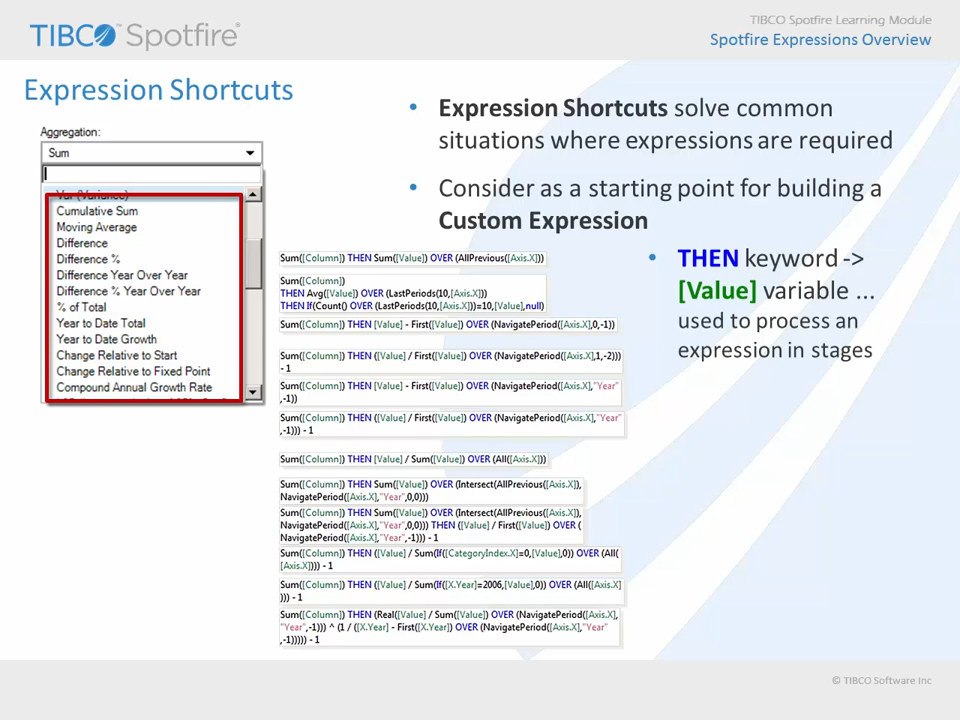 TIBCO™ Spotfire®
TIBCO Spotfire Learning Module
Spotfire Expressions Overview
Expression Shortcuts
Aggregation:
Sum
Var (Variance)
Cumulative Sum
Moving Average
Difference
Difference %
Difference Year Over Year
Difference % Year Over Year
% of Total
Year to Date Total
Year to Date Growth
Change Relative to Start
Change Relative to Fixed Point
Compound Annual Growth Rate
• Expression Shortcuts solve common
situations where expressions are required
• Consider as a starting point for building a
Custom Expression
• THEN keyword ->
[Value] variable ...
used to process an
expression in stages
Sum([Column]) THEN Sum([Value]) OVER (AllPrevious([Axis.X]))
Sum([Column])
THEN Avg([Value]) OVER (LastPeriods(10,[Axis.X]))
THEN If(Count() OVER (LastPeriods(10,[Axis.X]))=10,[Value],null)
Sum([Column]) THEN [Value] - First([Value]) OVER (NavigatePeriod([Axis.X],0,-1))
Sum([Column]) THEN ([Value] / First([Value]) OVER (NavigatePeriod([Axis.X],1,-2)))
- 1
Sum([Column]) THEN [Value] - First([Value]) OVER (NavigatePeriod([Axis.X],"Year"
,-1))
Sum([Column]) THEN ([Value] / First([Value]) OVER (NavigatePeriod([Axis.X],"Year"
,-1))) - 1
Sum([Column]) THEN [Value] / Sum([Value]) OVER (All([Axis.X]))
Sum([Column]) THEN Sum([Value]) OVER (Intersect(AllPrevious([Axis.X]),
NavigatePeriod([Axis.X],"Year",0,0)))
Sum([Column]) THEN Sum([Value]) OVER (Intersect(AllPrevious([Axis.X]),
NavigatePeriod([Axis.X],"Year",0,0))) THEN ([Value] / First([Value]) OVER (
NavigatePeriod([Axis.X],"Year",-1))) - 1
Sum([Column]) THEN ([Value] / Sum(If([CategoryIndex.X]=0,[Value],0)) OVER (All(
[Axis.X]))) - 1
Sum([Column]) THEN ([Value] / Sum(If([X.Year]=2006,[Value],0)) OVER (All([Axis.X]
))) - 1
Sum([Column]) THEN (Real([Value] / Sum([Value]) OVER (NavigatePeriod([Axis.X],
"Year",-1))) ^ (1 / ([X.Year] - First([X.Year]) OVER (NavigatePeriod([Axis.X],"Year"
,-1))))) - 1
© TIBCO Software Inc